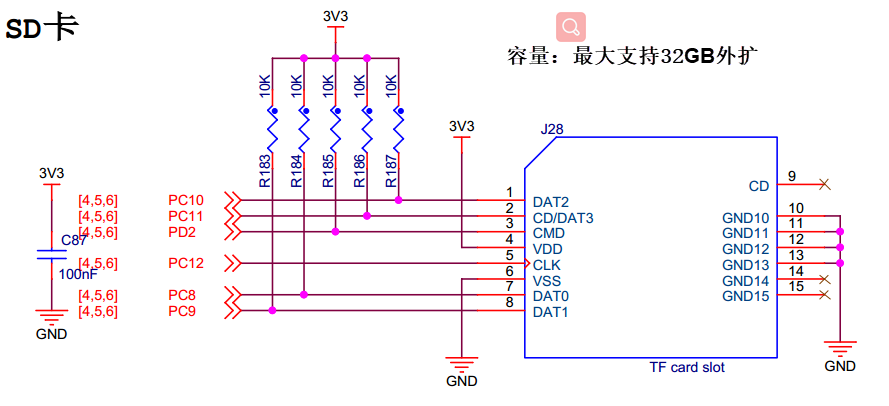 SD卡
3V3
容量：最大支持32GB外扩
10K
10K
10K
10K
10K
R183
R184
R185
R186
R187
3V3
J28
3V3
C87
100nF
GND
[4,5,6] PC10
[4,5,6] PC11
[4,5,6] PD2
[4,5,6] PC12
[4,5,6] PC8
[4,5,6] PC9
1 DAT2
2 CD/DAT3
3 CMD
4 VDD
5 CLK
6 VSS
7 DAT0
8 DAT1
CD 9
GND10 10
GND11 11
GND12 12
GND13 13
GND14 14
GND15 15
GND
GND
TF card slot